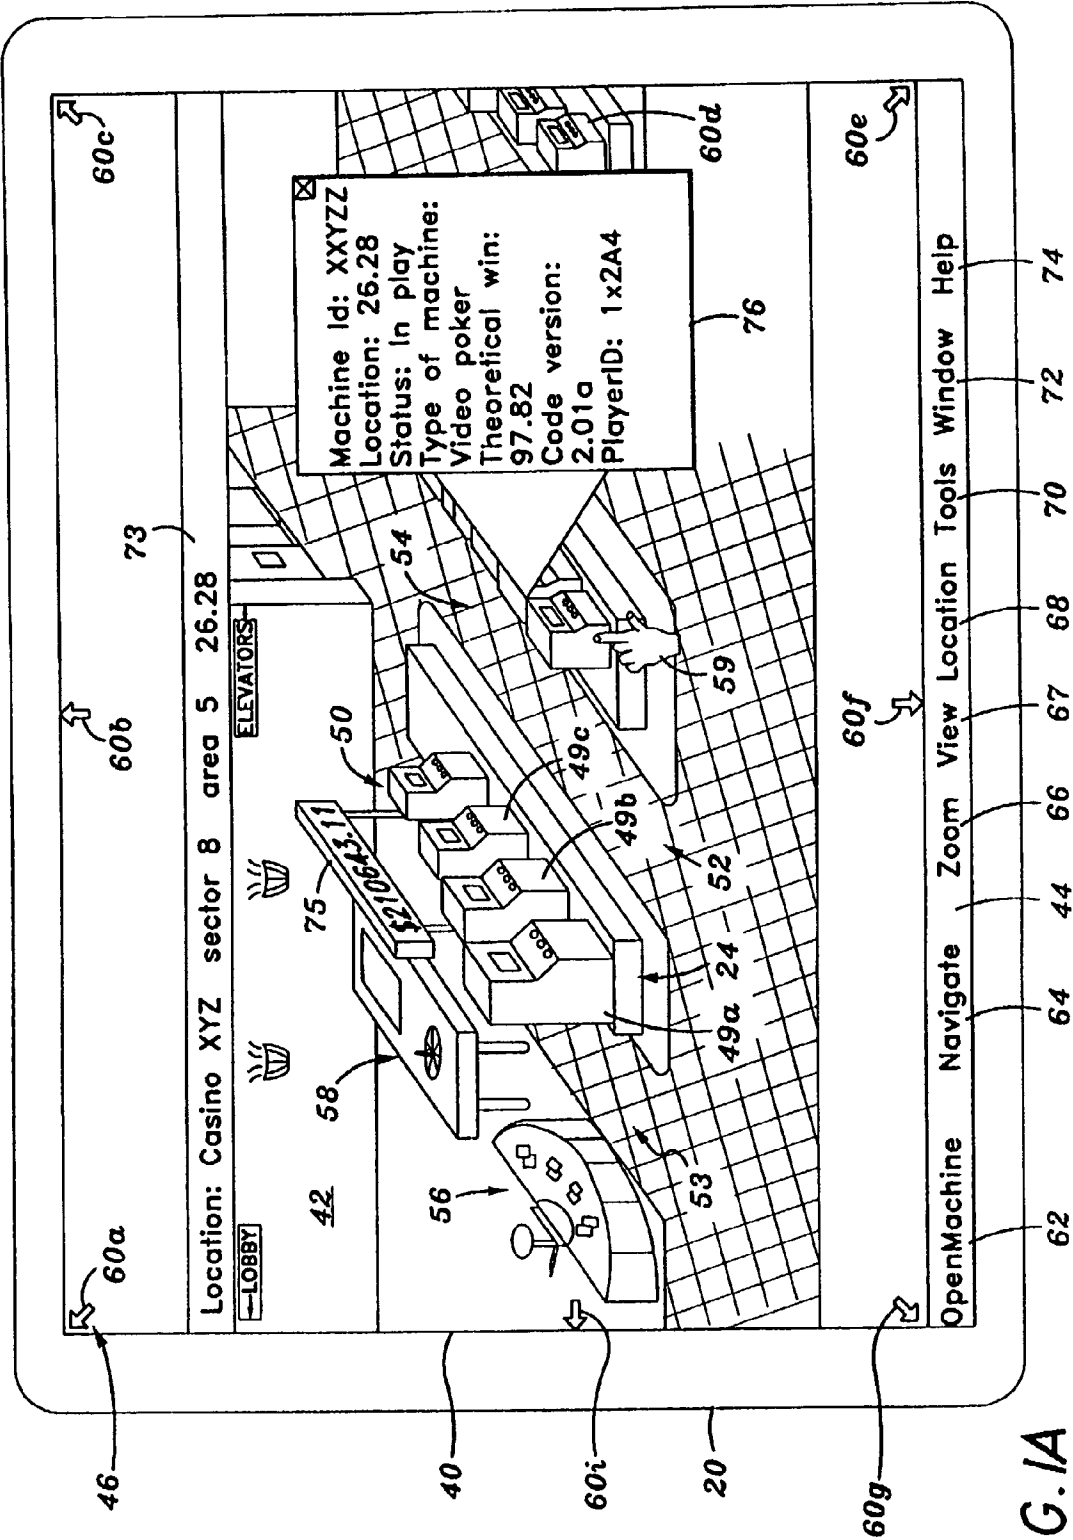 46
60a
60b
60c
73
Location: Casino XYZ sector 8 area 5 26.28
←LOBBY
ELEVATORS→
42
58
75
$210643.11
50
54
Machine Id: XXYZZ
Location: 26.28
Status: In play
Type of machine:
Video poker
Theoretical win:
97.82
Code version:
2.01a
PlayerID: 1x2A4
40
56
49c
49b
60d
60i
53
49a
24
52
59
76
20
60g
60f
60e
OpenMachine Navigate Zoom View Location Tools Window Help
62
64
44
66
67
68
70
72
74
G. 1A